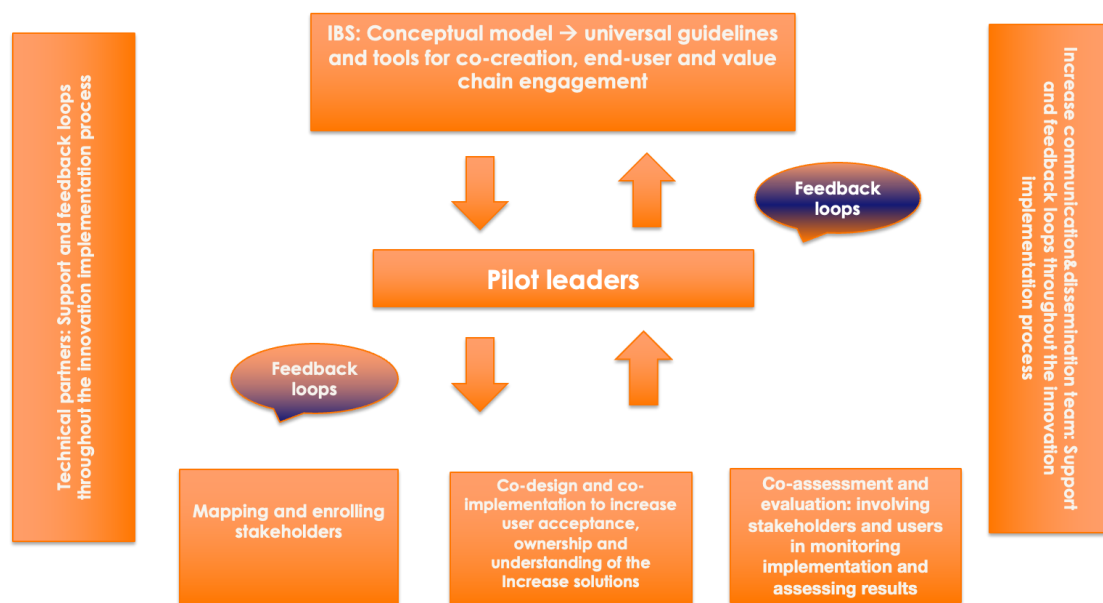 IBS: Conceptual model → universal guidelines
and tools for co-creation, end-user and value
chain engagement
Technical partners: Support and feedback loops
throughout the innovation implementation process
Increase communication&dissemination team: Support
and feedback loops throughout the innovation
implementation process
Feedback
loops
Pilot leaders
Feedback
loops
Mapping and enrolling
stakeholders
Co-design and co-
implementation to increase
user acceptance,
ownership and
understanding of the
Increase solutions
Co-assessment and
evaluation: involving
stakeholders and users
in monitoring
implementation and
assessing results